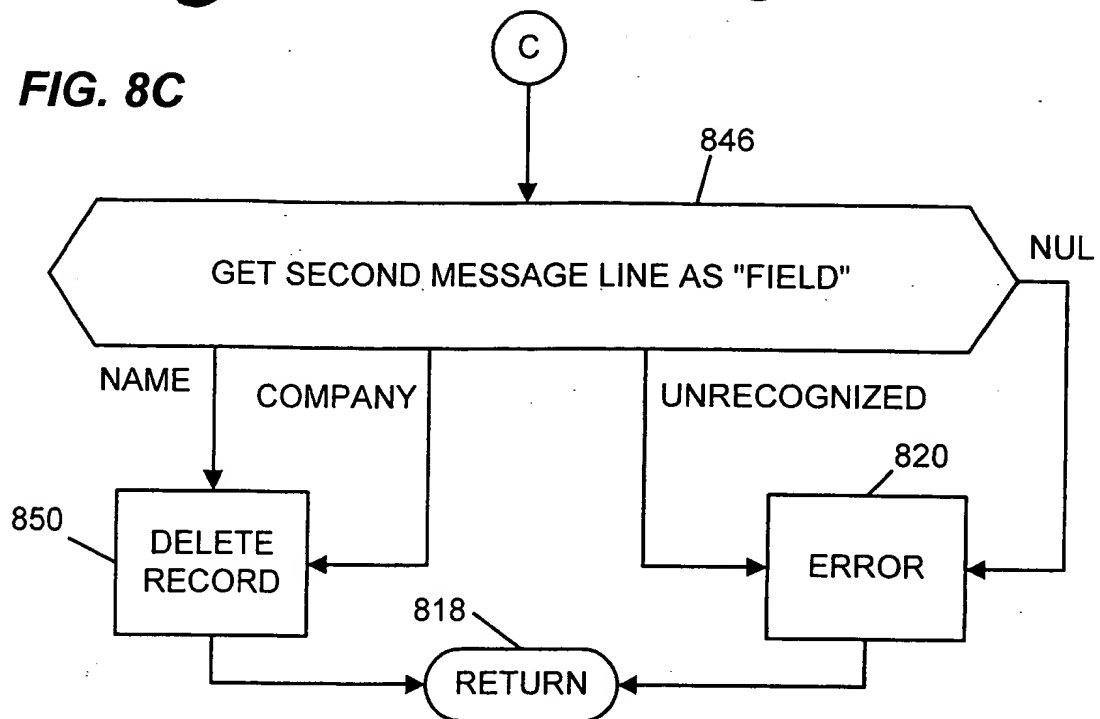 C
FIG. 8C
846
GET SECOND MESSAGE LINE AS "FIELD"
NUL
NAME
COMPANY
UNRECOGNIZED
820
850
DELETE
RECORD
ERROR
818
RETURN